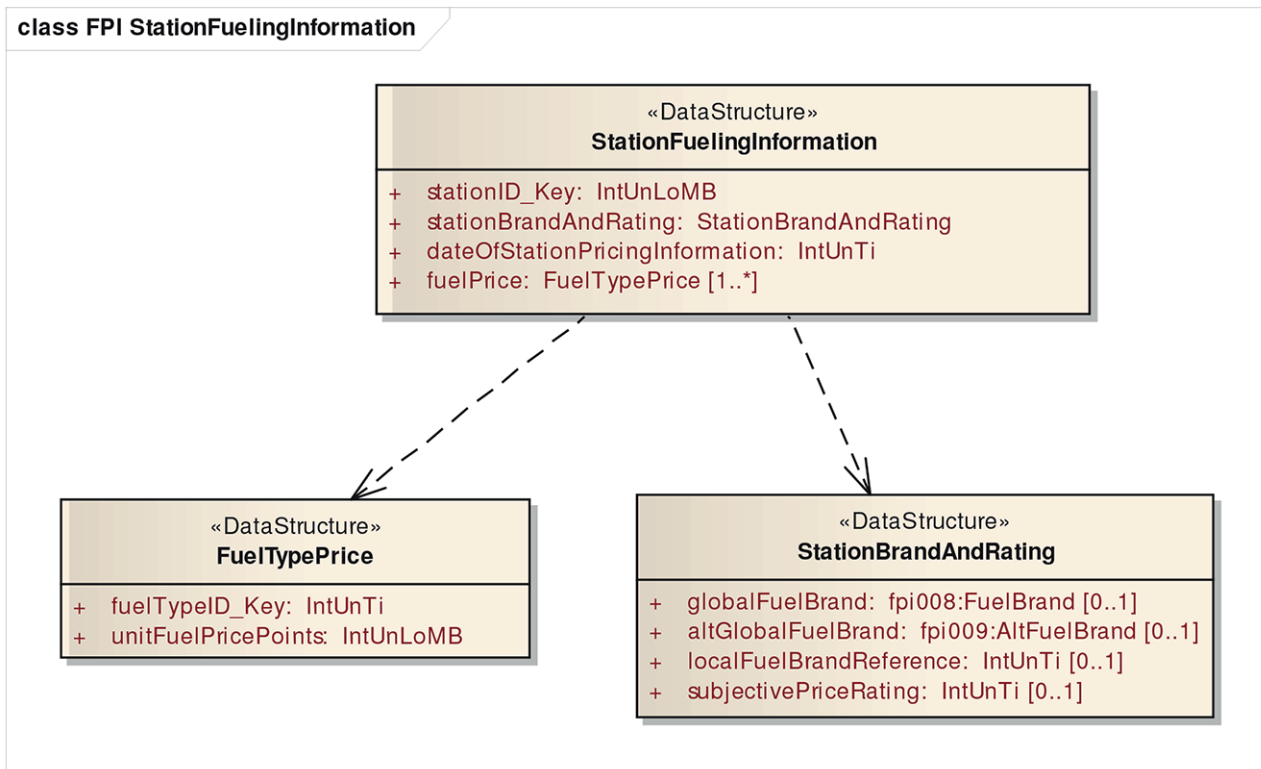 class FPI StationFuelingInformation
«DataStructure»
StationFuelingInformation
+ stationID_Key: IntUnLoMB
+ stationBrandAndRating: StationBrandAndRating
+ dateOfStationPricingInformation: IntUnTi
+ fuelPrice: FuelTypePrice [1..*]
«DataStructure»
FuelTypePrice
+ fuelTypeID_Key: IntUnTi
+ unitFuelPricePoints: IntUnLoMB
«DataStructure»
StationBrandAndRating
+ globalFuelBrand: fpi008:FuelBrand [0..1]
+ altGlobalFuelBrand: fpi009:AltFuelBrand [0..1]
+ localFuelBrandReference: IntUnTi [0..1]
+ subjectivePriceRating: IntUnTi [0..1]